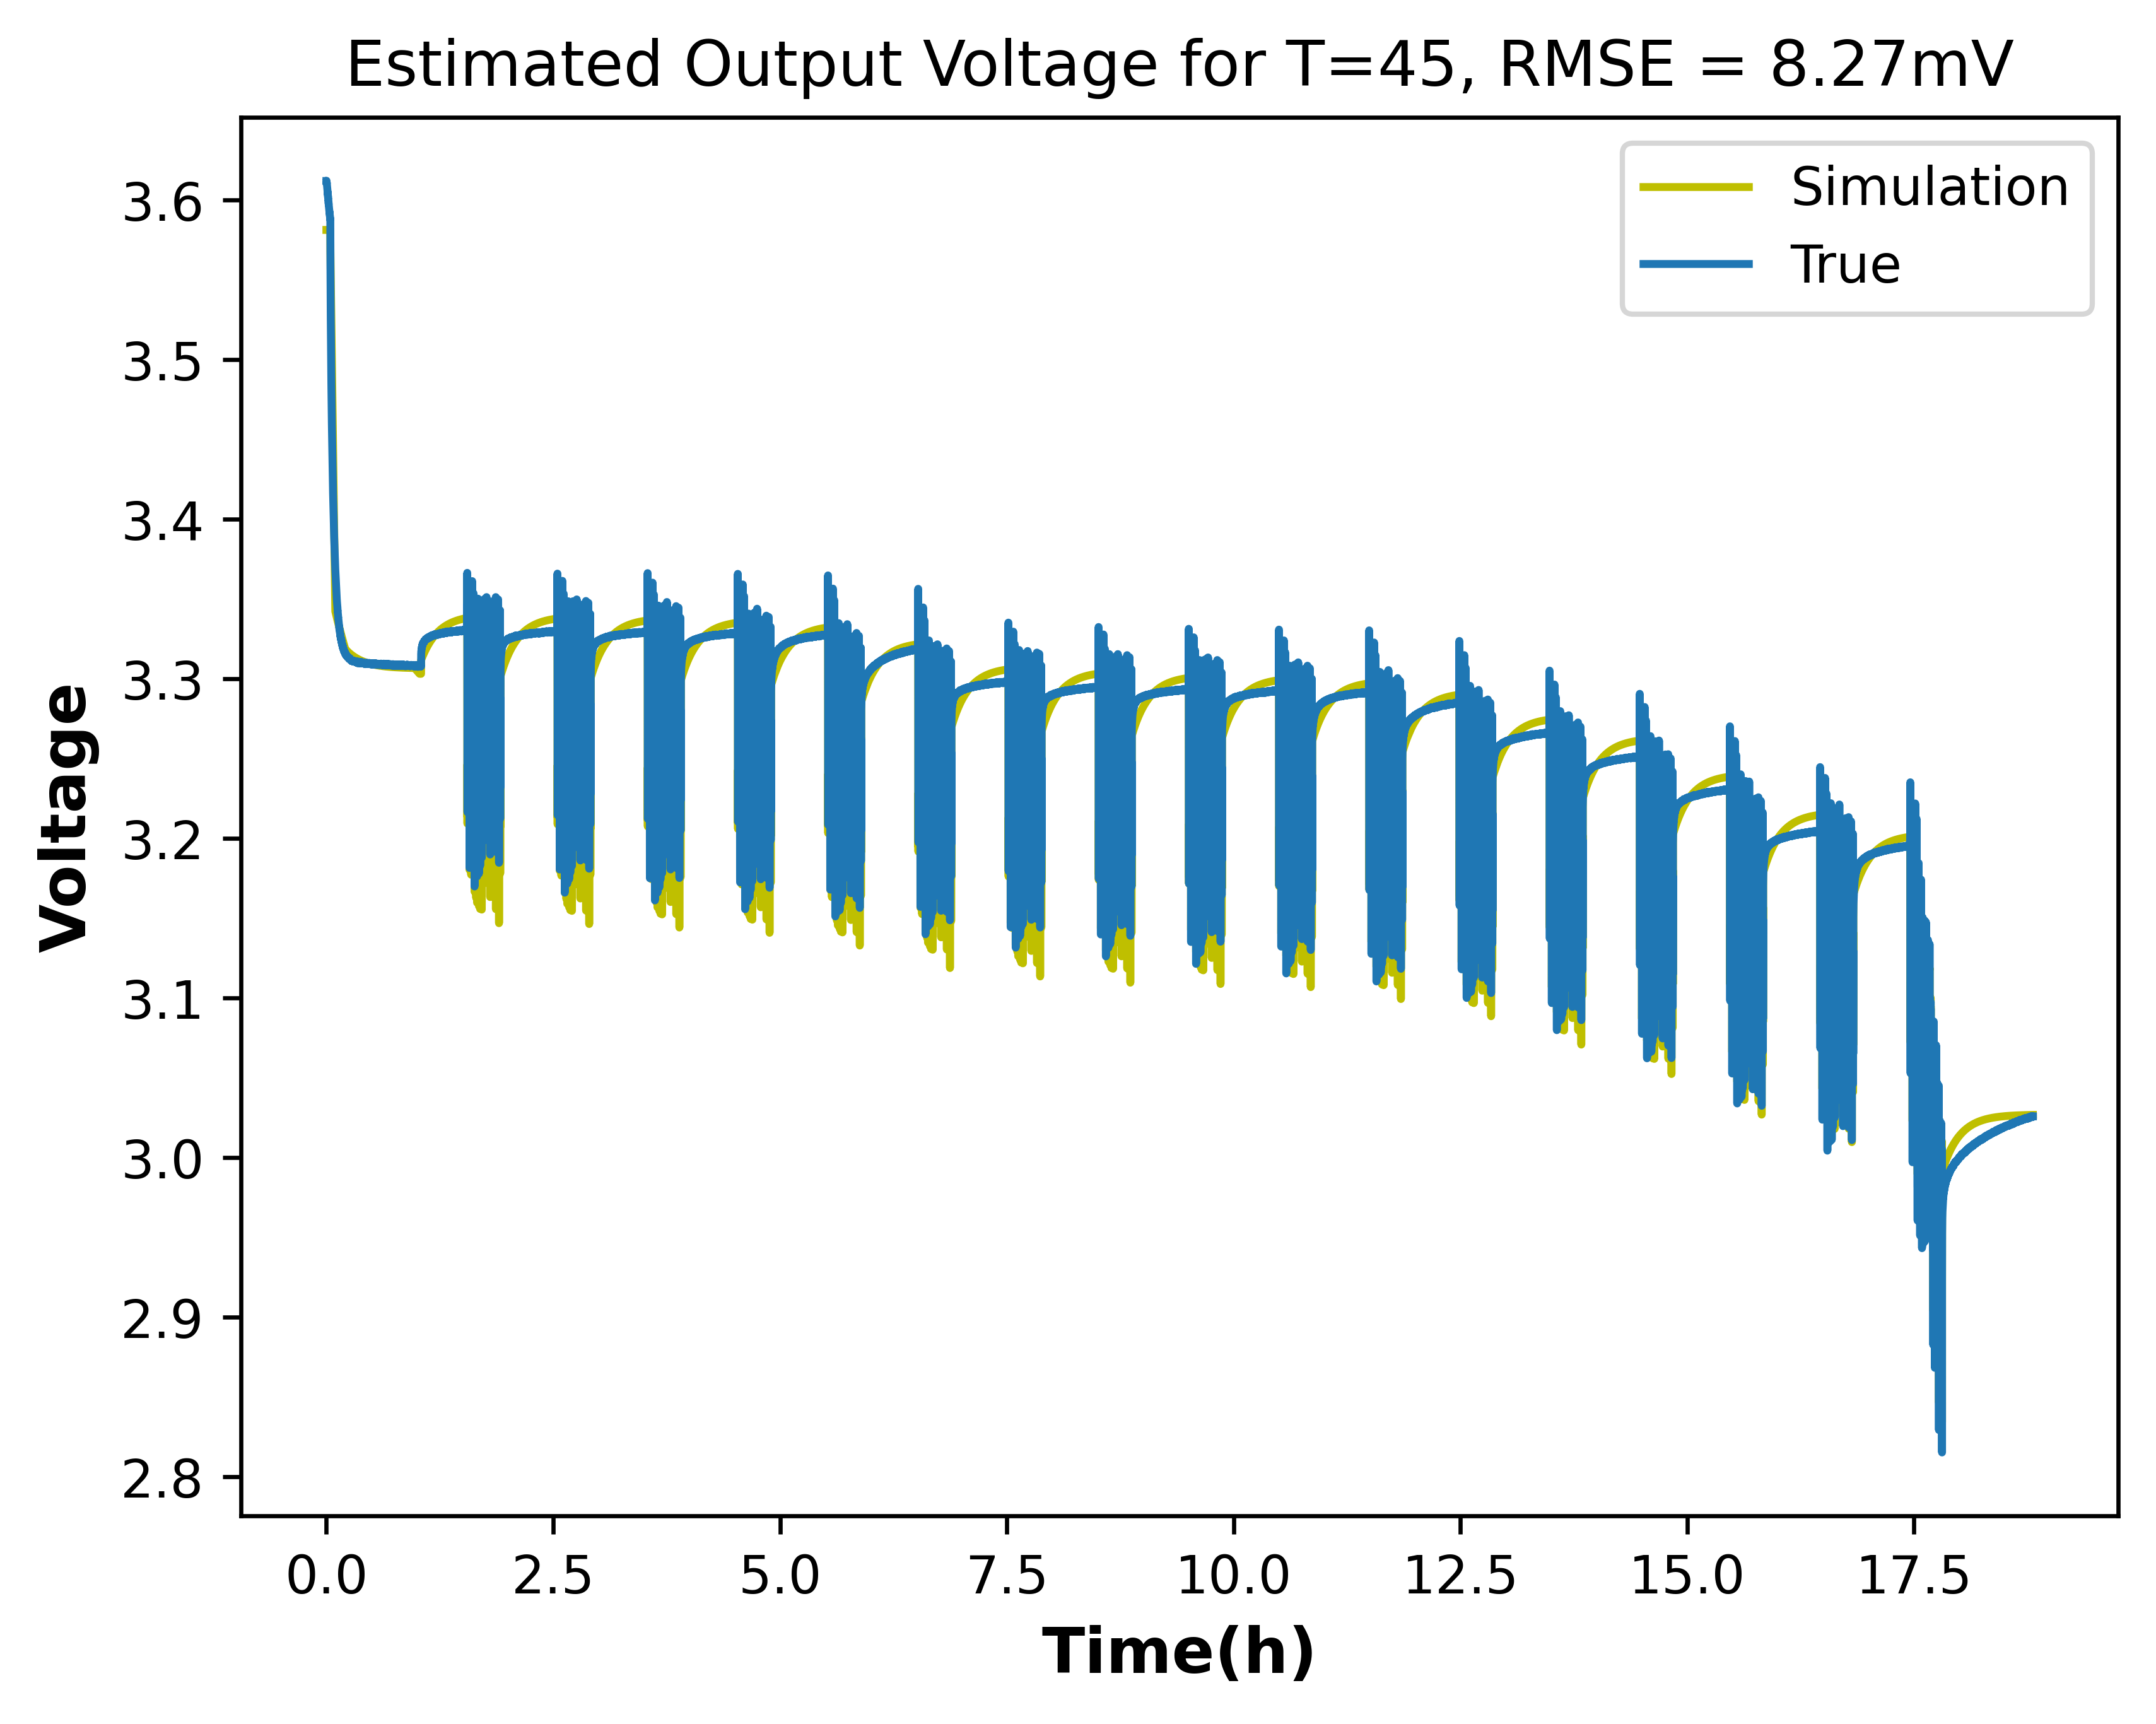 Estimated Output Voltage for T=45, RMSE = 8.27mV
Simulation
True
3.6
3.5
3.4
3.3
3.2
3.1
3.0
2.9
2.8
Voltage
0.0 2.5 5.0 7.5 10.0 12.5 15.0 17.5
Time(h)